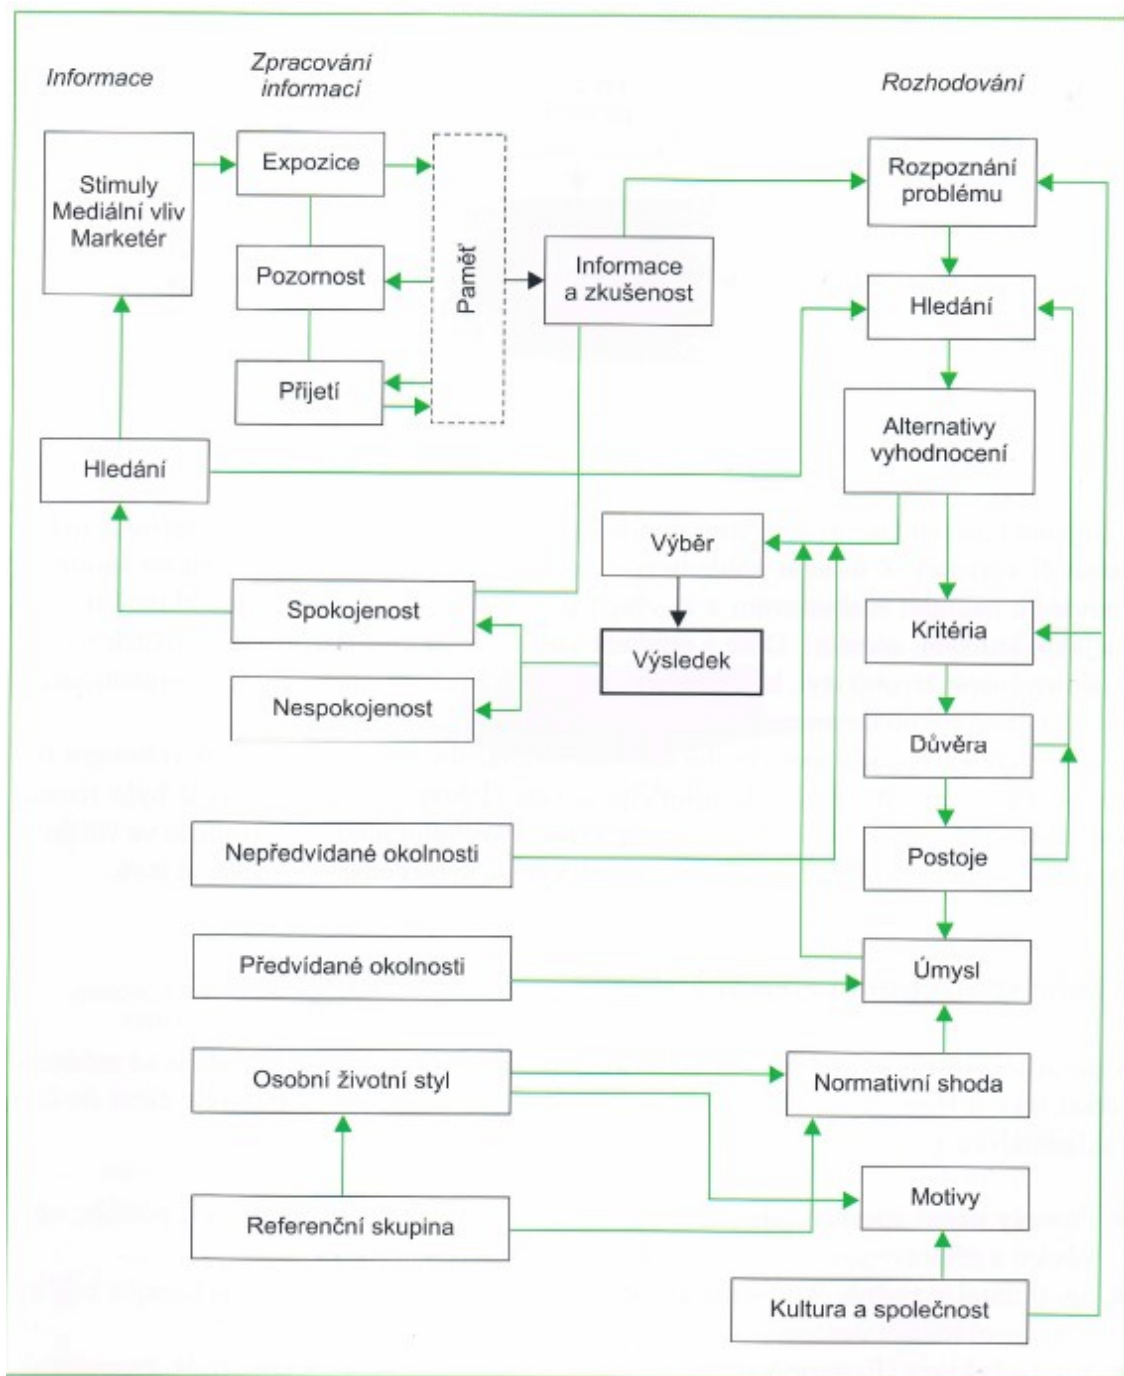 Informace
Zpracování
informací
Rozhodování
Stimuly
Mediální vliv
Marketér
Expozice
Pozornost
Přijetí
Paměť
Informace
a zkušenost
Rozpoznání
problému
Hledání
Alternativy
vyhodnocení
Hledání
Výběr
Spokojenost
Výsledek
Kritéria
Nespokojenost
Důvěra
Nepředvídané okolnosti
Postoje
Předvídané okolnosti
Úmysl
Osobní životní styl
Normativní shoda
Motivy
Referenční skupina
Kultura a společnost